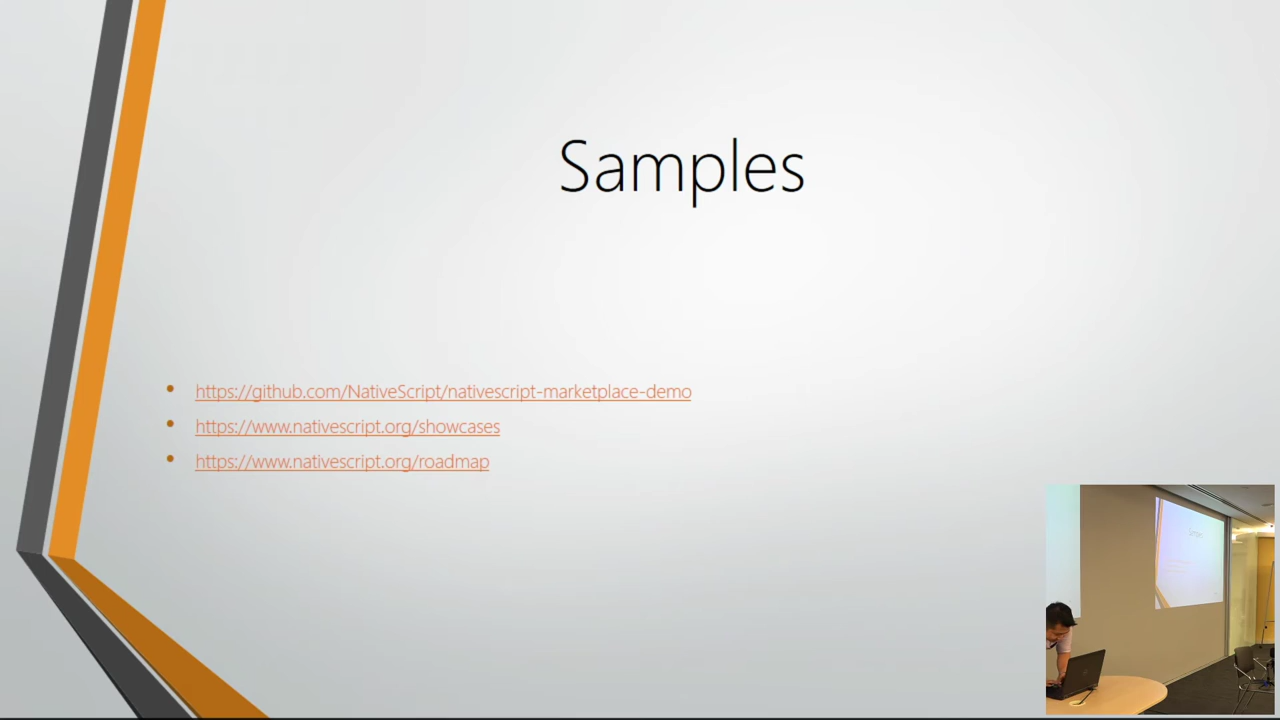 Samples
https://github.com/NativeScript/nativescript-marketplace-demo
https://www.nativescript.org/showcases
https://www.nativescript.org/roadmap